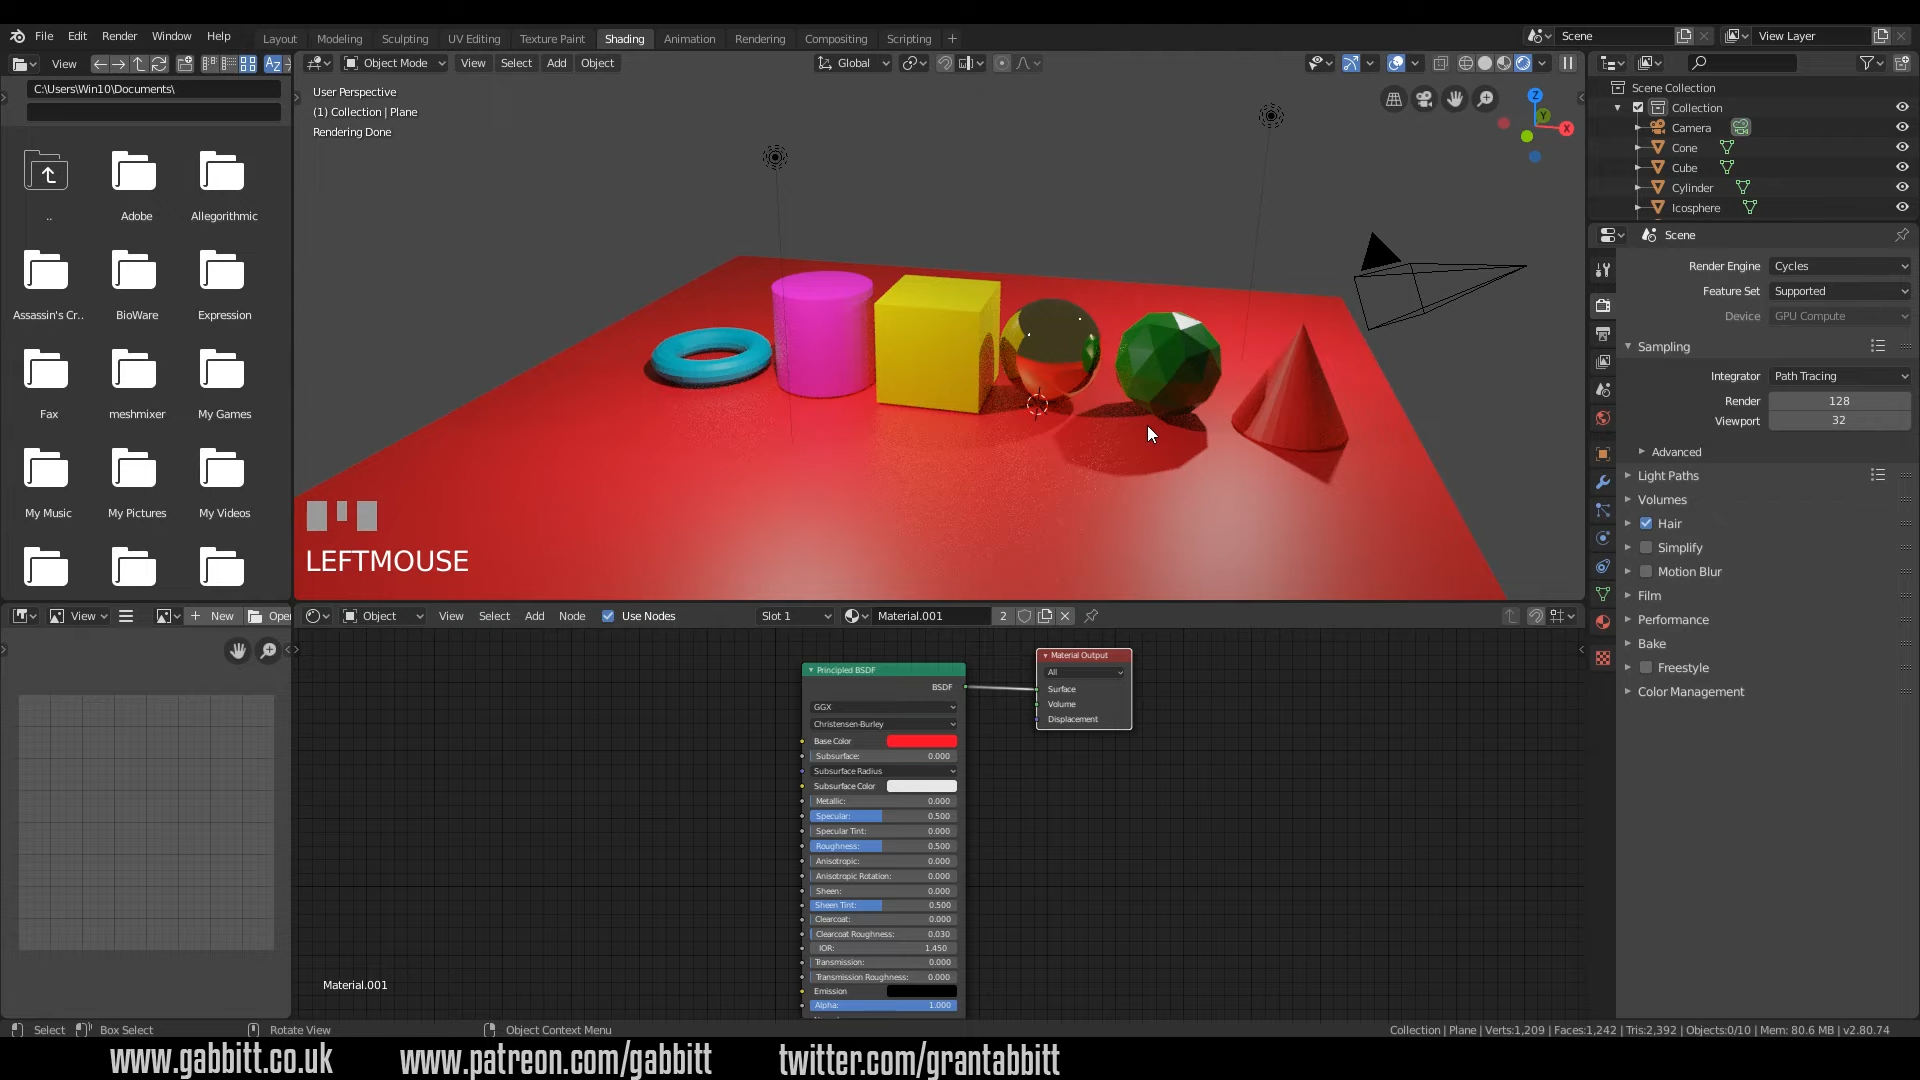 File Edit Render Window Help
Layout Modeling Sculpting UV Editing Texture Paint Shading Animation Rendering Compositing Scripting +
Scene
View Layer
View
Object Mode View Select Add Object
Global
C:\Users\Win10\Documents\
User Perspective
(1) Collection | Plane
Rendering Done
..
Adobe
Allegorithmic
Assassin's Cr..
BioWare
Expression
Fax
meshmixer
My Games
My Music
My Pictures
My Videos
Z
Y
X
LEFTMOUSE
Scene Collection
Collection
Camera
Cone
Cube
Cylinder
Icosphere
Scene
Render Engine Cycles
Feature Set Supported
Device GPU Compute
Sampling
Integrator Path Tracing
Render 128
Viewport 32
Advanced
Light Paths
Volumes
Hair
Simplify
Motion Blur
Film
Performance
Bake
Freestyle
Color Management
View
New
Open
Object View Select Add Node Use Nodes
Slot 1
Material.001
2
Principled BSDF
BSDF
GGX
Christensen-Burley
Base Color
Subsurface: 0.000
Subsurface Radius
Subsurface Color
Metallic: 0.000
Specular: 0.500
Specular Tint: 0.000
Roughness: 0.500
Anisotropic: 0.000
Anisotropic Rotation: 0.000
Sheen: 0.000
Sheen Tint: 0.500
Clearcoat: 0.000
Clearcoat Roughness: 0.030
IOR: 1.450
Transmission: 0.000
Transmission Roughness: 0.000
Emission
Alpha: 1.000
Material Output
All
Surface
Volume
Displacement
Material.001
Select Box Select Rotate View Object Context Menu
Collection | Plane | Verts:1,209 | Faces:1,242 | Tris:2,392 | Objects:0/10 | Mem: 80.6 MB | v2.80.74
www.gabbitt.co.uk www.patreon.com/gabbitt twitter.com/grantabbitt